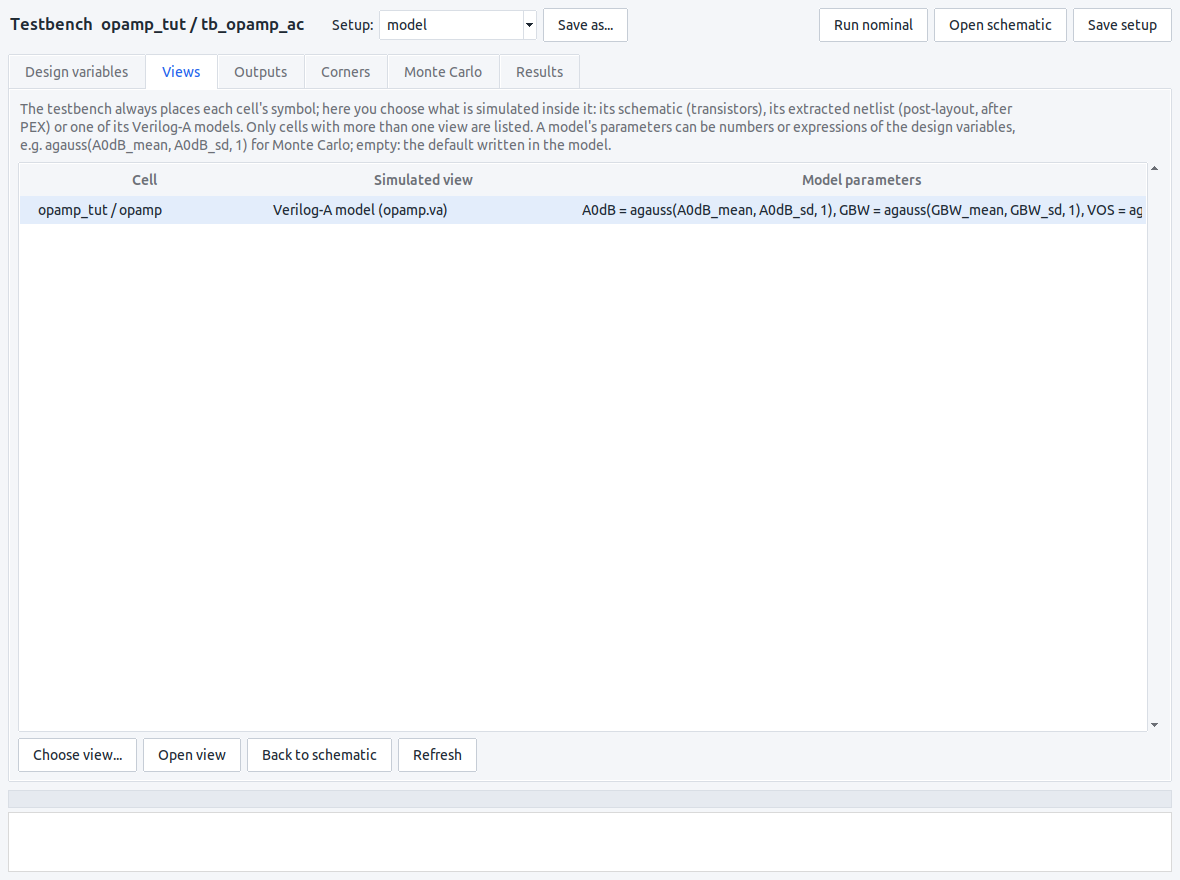 Testbench opamp_tut / tb_opamp_ac Setup: model Save as... Run nominal Open schematic Save setup
Design variables Views Outputs Corners Monte Carlo Results
The testbench always places each cell's symbol; here you choose what is simulated inside it: its schematic (transistors), its extracted netlist (post-layout, after
PEX) or one of its Verilog-A models. Only cells with more than one view are listed. A model's parameters can be numbers or expressions of the design variables,
e.g. agauss(A0dB_mean, A0dB_sd, 1) for Monte Carlo; empty: the default written in the model.
Cell Simulated view Model parameters
opamp_tut / opamp Verilog-A model (opamp.va) A0dB = agauss(A0dB_mean, A0dB_sd, 1), GBW = agauss(GBW_mean, GBW_sd, 1), VOS = ag
Choose view... Open view Back to schematic Refresh